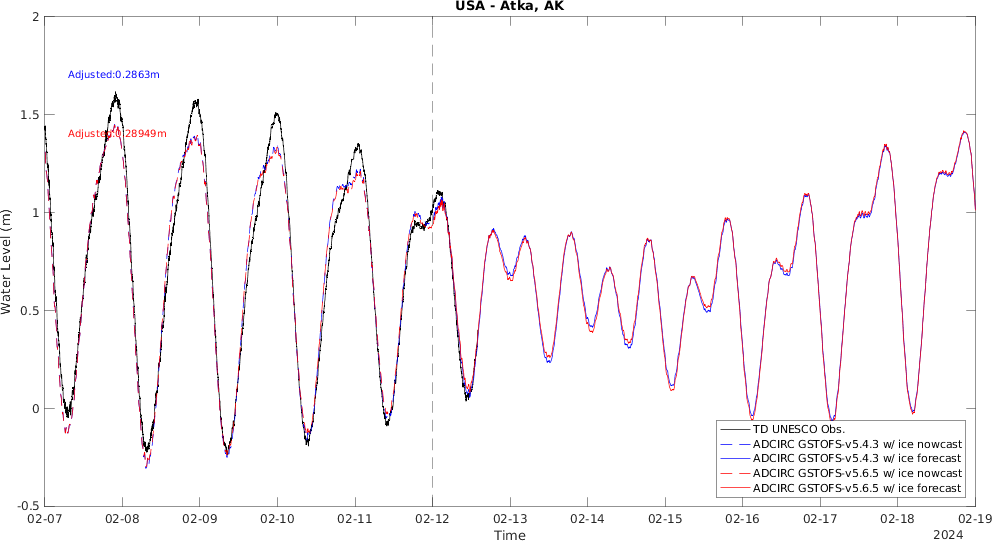 USA - Atka, AK
2
1.5
1
0.5
0
-0.5
Water Level (m)
Adjusted:0.2863m
Adjusted:0.28949m
TD UNESCO Obs.
ADCIRC GSTOFS-v5.4.3 w/ ice nowcast
ADCIRC GSTOFS-v5.4.3 w/ ice forecast
ADCIRC GSTOFS-v5.6.5 w/ ice nowcast
ADCIRC GSTOFS-v5.6.5 w/ ice forecast
02-07 02-08 02-09 02-10 02-11 02-12 02-13 02-14 02-15 02-16 02-17 02-18 02-19
Time
2024